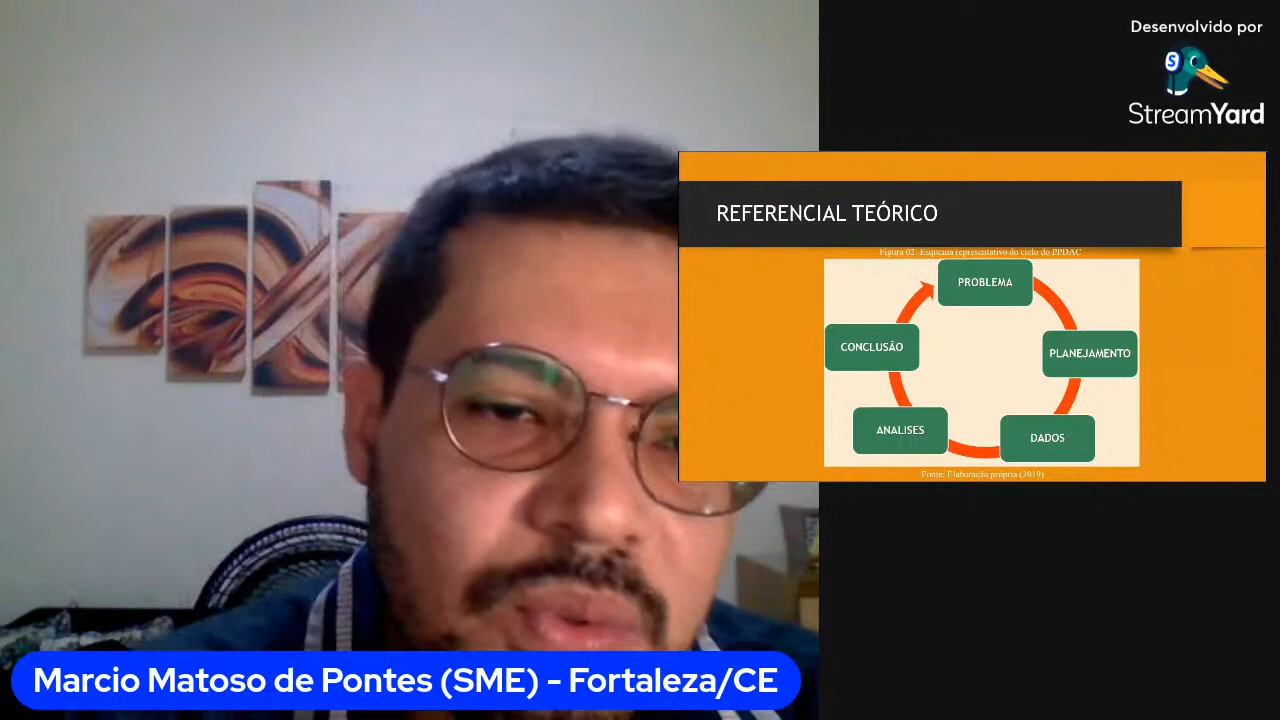 Desenvolvido por
StreamYard
REFERENCIAL TEÓRICO
Figura 02: Esquema representativo do ciclo do PPDAC
PROBLEMA
CONCLUSÃO
PLANEJAMENTO
ANALISES
DADOS
Fonte: Elaboração própria (2019)
Marcio Matoso de Pontes (SME) - Fortaleza/CE